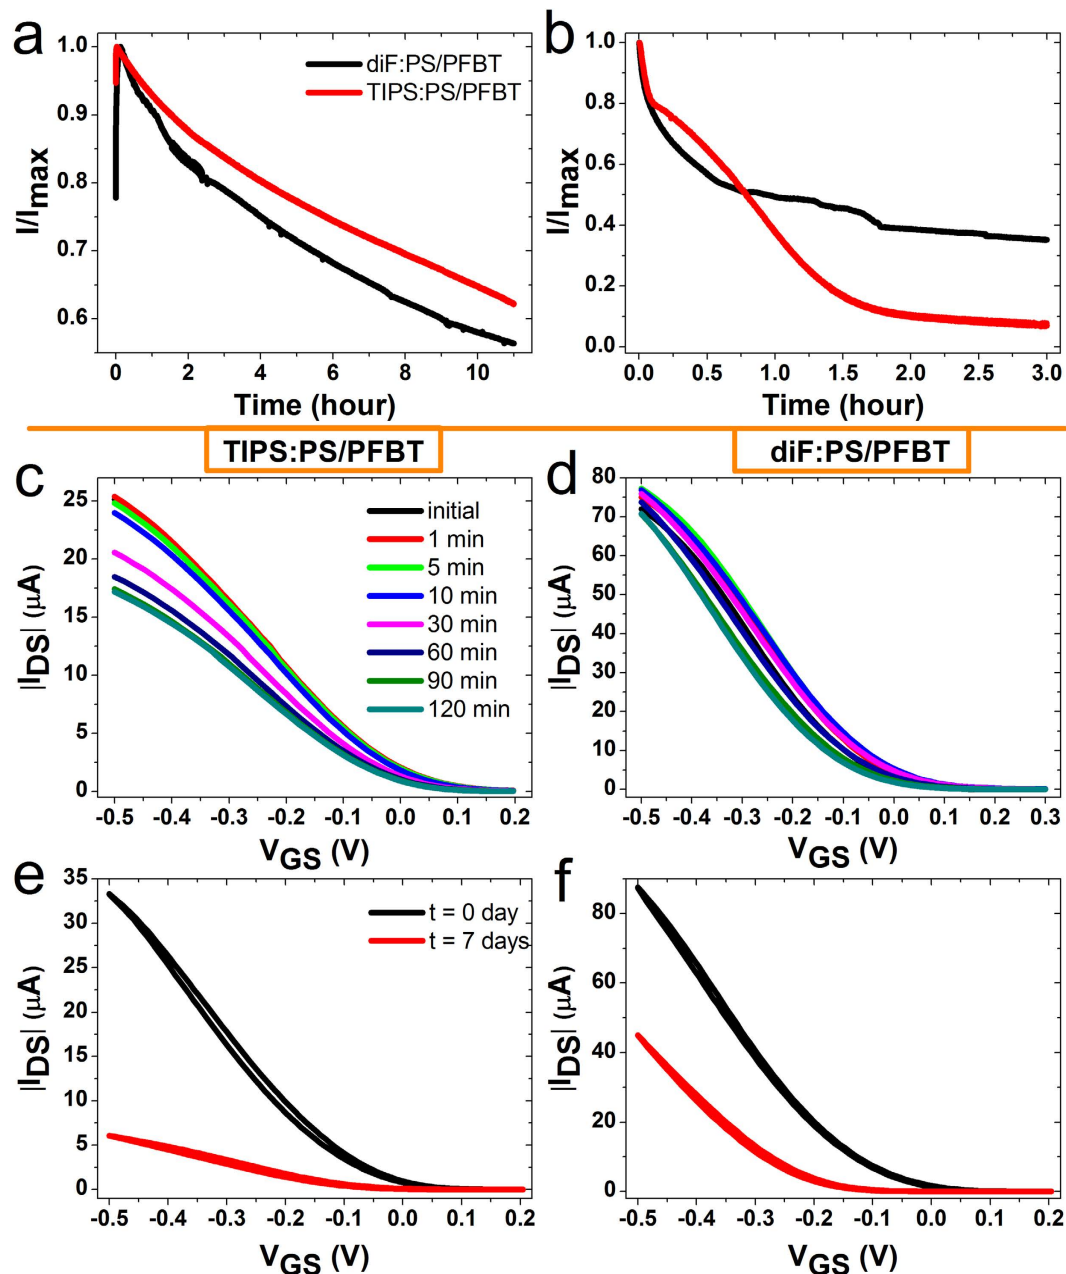 a
1.0
0.9
0.8
0.7
0.6
I/Imax
diF:PS/PFBT
TIPS:PS/PFBT
0 2 4 6 8 10
Time (hour)
b
1.0
0.8
0.6
0.4
0.2
0.0
I/Imax
0.0 0.5 1.0 1.5 2.0 2.5 3.0
Time (hour)
TIPS:PS/PFBT
diF:PS/PFBT
c
25
20
15
10
5
0
|IDS| (μA)
initial
1 min
5 min
10 min
30 min
60 min
90 min
120 min
-0.5 -0.4 -0.3 -0.2 -0.1 0.0 0.1 0.2
VGS (V)
d
80
70
60
50
40
30
20
10
0
|IDS| (μA)
-0.5 -0.4 -0.3 -0.2 -0.1 0.0 0.1 0.2 0.3
VGS (V)
e
35
30
25
20
15
10
5
0
|IDS| (μA)
t = 0 day
t = 7 days
-0.5 -0.4 -0.3 -0.2 -0.1 0.0 0.1 0.2
VGS (V)
f
80
60
40
20
0
|IDS| (μA)
-0.5 -0.4 -0.3 -0.2 -0.1 0.0 0.1 0.2
VGS (V)